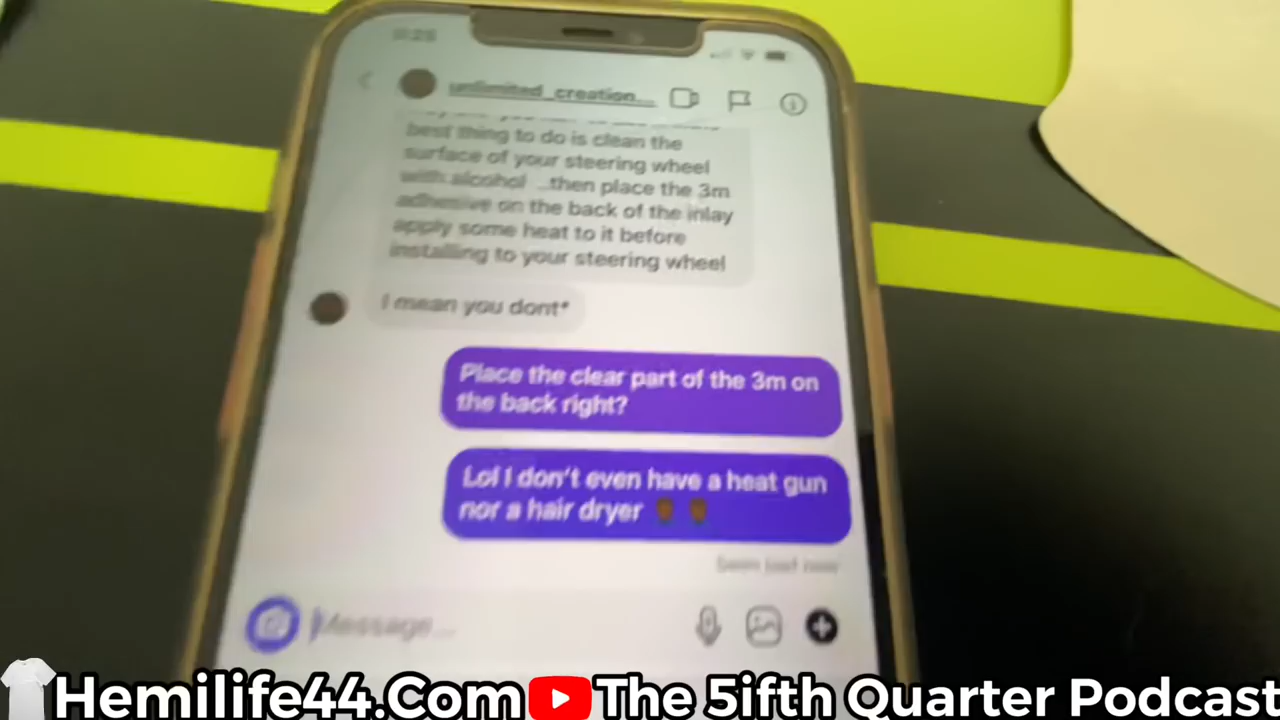 unlimited_creation...
best thing to do is clean the
surface of your steering wheel
with alcohol ..then place the 3m
adhesive on the back of the inlay
apply some heat to it before
installing to your steering wheel
I mean you dont*
Place the clear part of the 3m on
the back right?
Lol I don't even have a heat gun
nor a hair dryer
Seen just now
Message...
Hemilife44.Com The 5ifth Quarter Podcast